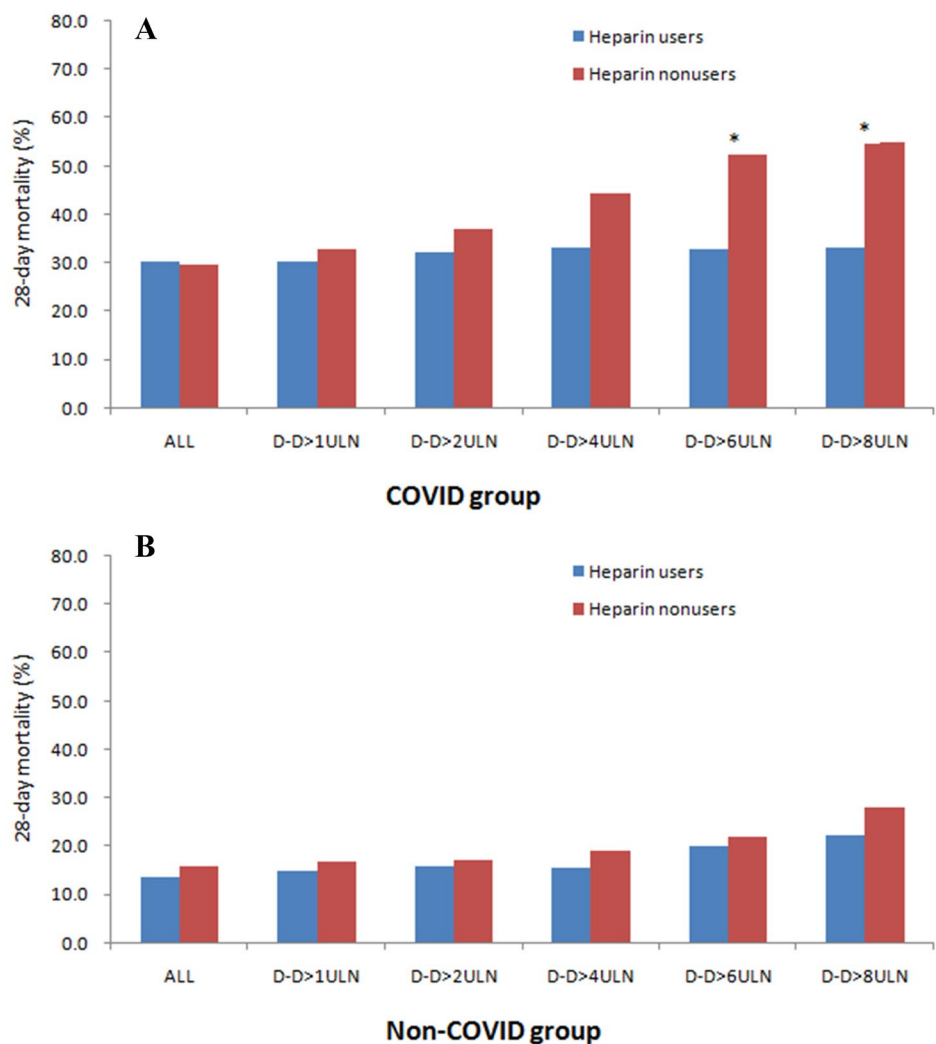 A
Heparin users
Heparin nonusers
28-day mortality (%)
80.0
70.0
60.0
50.0
40.0
30.0
20.0
10.0
0.0
*
*
ALL D-D>1ULN D-D>2ULN D-D>4ULN D-D>6ULN D-D>8ULN
COVID group
B
Heparin users
Heparin nonusers
28-day mortality (%)
80.0
70.0
60.0
50.0
40.0
30.0
20.0
10.0
0.0
ALL D-D>1ULN D-D>2ULN D-D>4ULN D-D>6ULN D-D>8ULN
Non-COVID group